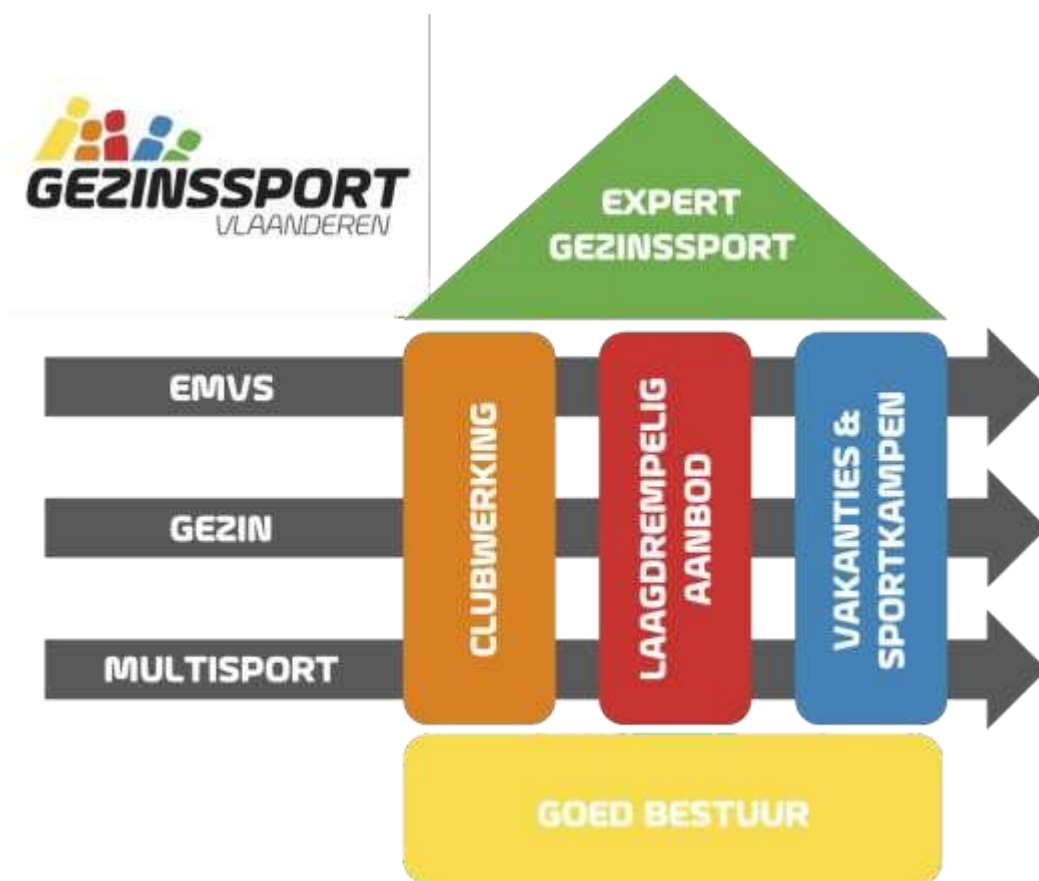 GEZINSSPORT
VLAANDEREN
EXPERT
GEZINSSPORT
EMVS
GEZIN
MULTISPORT
CLUBWERKING
LAAGDREMPELIG
AANBOD
VAKANTIES &
SPORTKAMPEN
GOED BESTUUR